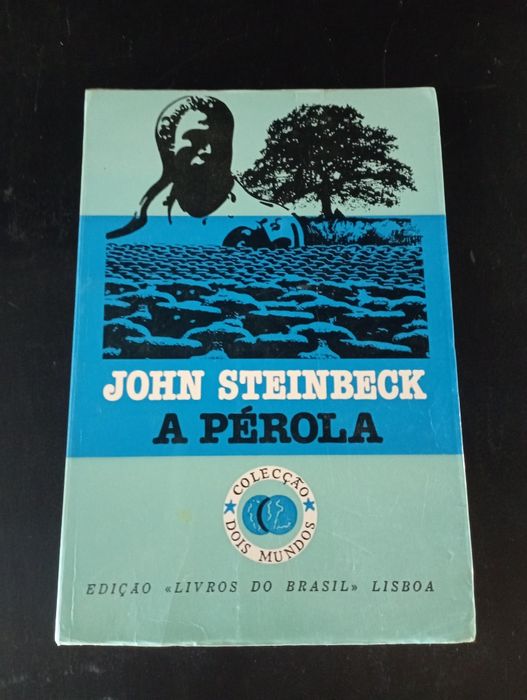 JOHN STEINBECK
A PÉROLA
COLECÇÃO
DOIS MUNDOS
EDIÇÃO «LIVROS DO BRASIL» LISBOA